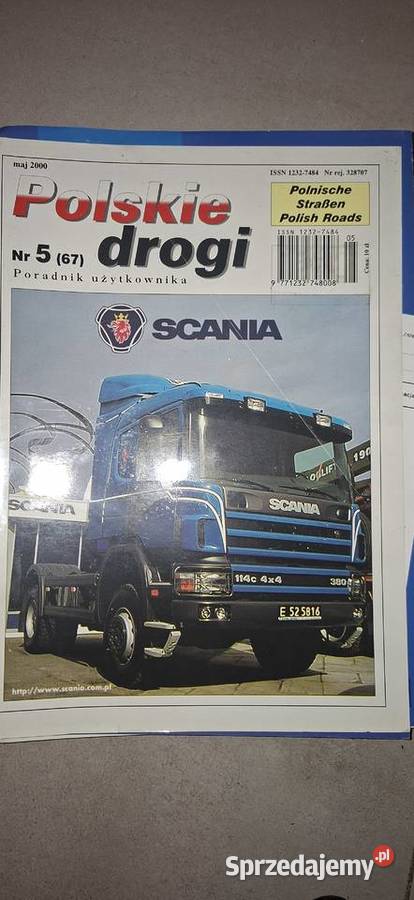 maj 2000
ISSN 1232-7484 Nr rej. 328707
Polskie
drogi
Nr 5 (67)
Poradnik użytkownika
Polnische
Straßen
Polish Roads
ISSN 1232-7484
05
9 771232 748008
Cena: 10 zł
SCANIA
SCANIA
LOGLIFT
190
SCANIA
114c 4x4
380
E 52 5816
http://www.scania.com.pl
Sprzedajemy.pl